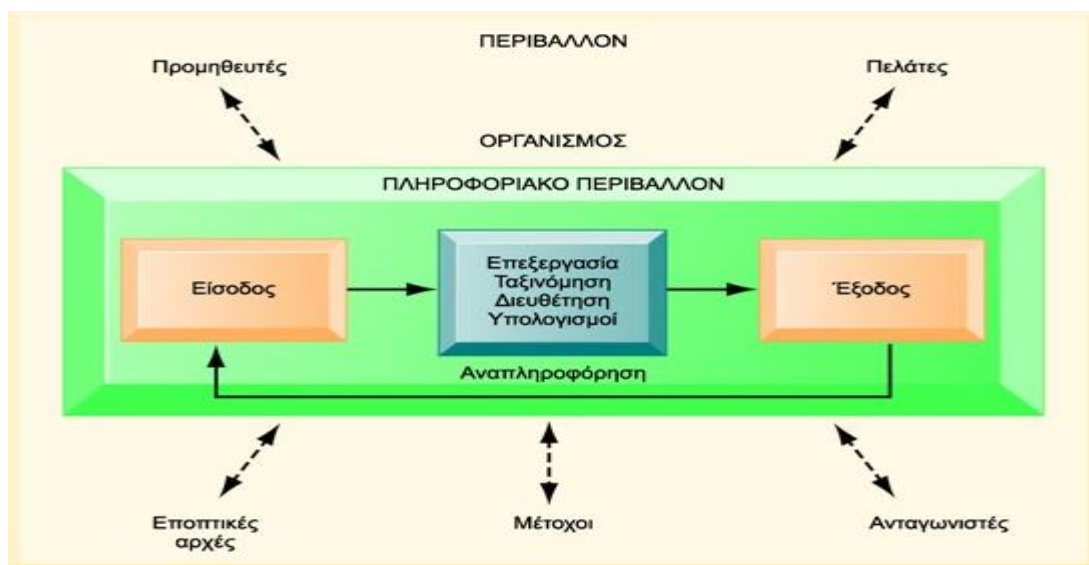 ΠΕΡΙΒΑΛΛΟΝ
Προμηθευτές
Πελάτες
ΟΡΓΑΝΙΣΜΟΣ
ΠΛΗΡΟΦΟΡΙΑΚΟ ΠΕΡΙΒΑΛΛΟΝ
Είσοδος
Επεξεργασία
Ταξινόμηση
Διευθέτηση
Υπολογισμοί
Έξοδος
Αναπληροφόρηση
Εποπτικές
αρχές
Μέτοχοι
Ανταγωνιστές